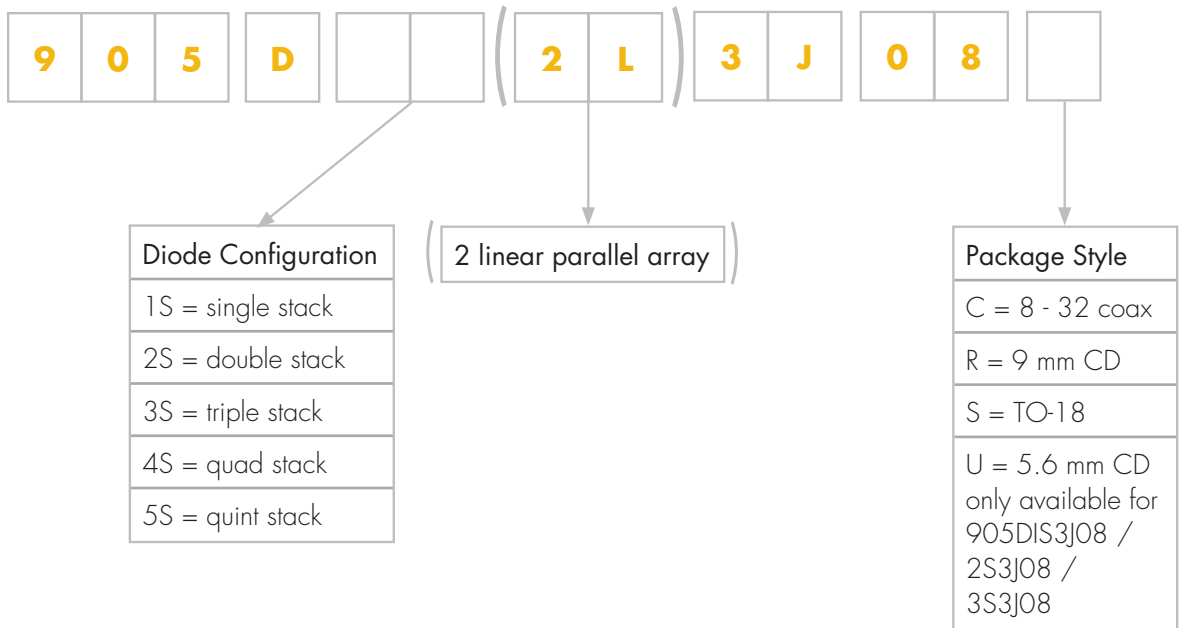 9 0 5 D ( 2 L ) 3 J 0 8
Diode Configuration
1S = single stack
2S = double stack
3S = triple stack
4S = quad stack
5S = quint stack
( 2 linear parallel array )
Package Style
C = 8 - 32 coax
R = 9 mm CD
S = TO-18
U = 5.6 mm CD
only available for
905DIS3J08 /
2S3J08 /
3S3J08